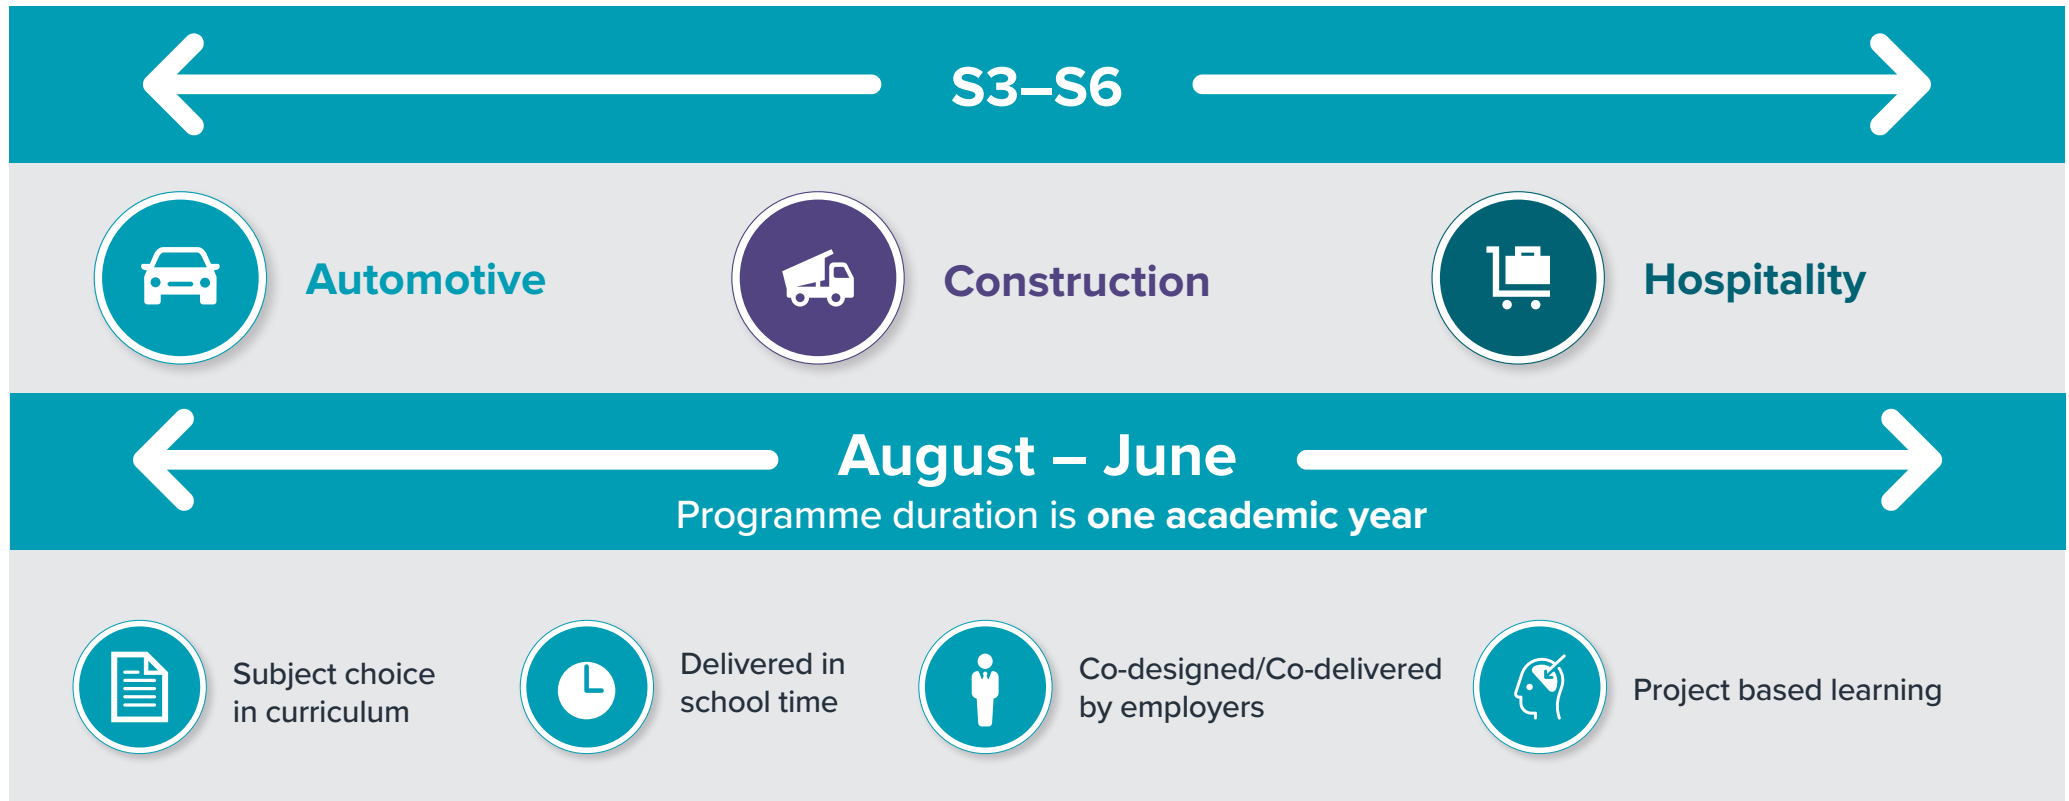 S3–S6
Automotive
Construction
Hospitality
August – June
Programme duration is one academic year
Subject choice
in curriculum
Delivered in
school time
Co-designed/Co-delivered
by employers
Project based learning